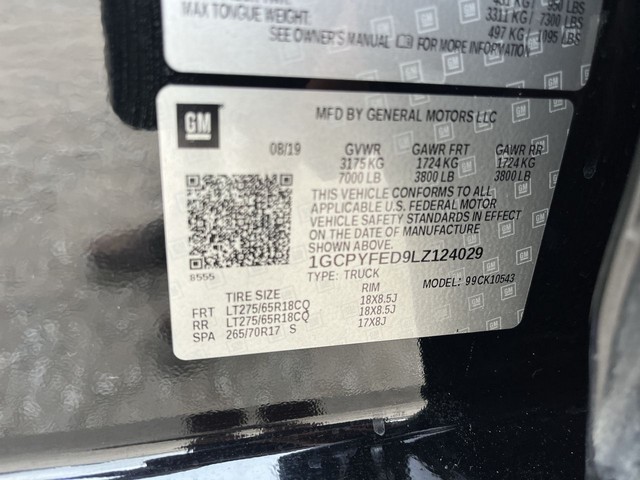 MAX TONGUE WEIGHT:
3311 KG / 7300 LBS
497 KG / 1095 LBS
SEE OWNER'S MANUAL FOR MORE INFORMATION
GM
MFD BY GENERAL MOTORS LLC
08/19 GVWR GAWR FRT GAWR RR
3175 KG 1724 KG 1724 KG
7000 LB 3800 LB 3800 LB
THIS VEHICLE CONFORMS TO ALL
APPLICABLE U.S. FEDERAL MOTOR
VEHICLE SAFETY STANDARDS IN EFFECT
ON THE DATE OF MANUFACTURE
SHOWN ABOVE.
1GCPYFED9LZ124029
8555
TYPE: TRUCK MODEL: 99CK10543
TIRE SIZE RIM
FRT LT275/65R18CQ 18X8.5J
RR LT275/65R18CQ 18X8.5J
SPA 265/70R17 S 17X8J